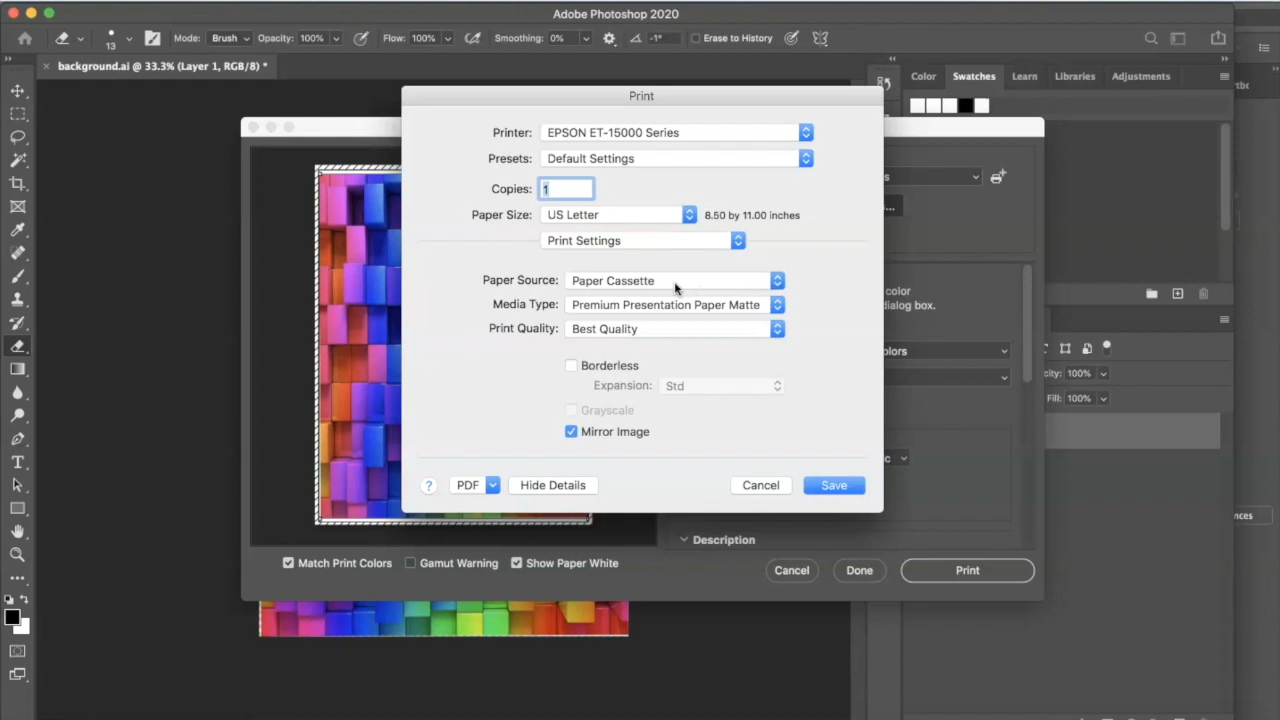 Adobe Photoshop 2020
13 Mode: Brush Opacity: 100% Flow: 100% Smoothing: 0% -1° Erase to History
background.ai @ 33.3% (Layer 1, RGB/8) *
Color Swatches Learn Libraries Adjustments
Print
Printer: EPSON ET-15000 Series
Presets: Default Settings
Copies: 1
Paper Size: US Letter 8.50 by 11.00 inches
Print Settings
Paper Source: Paper Cassette
Media Type: Premium Presentation Paper Matte
Print Quality: Best Quality
Borderless
Expansion: Std
Grayscale
Mirror Image
? PDF Hide Details Cancel Save
color
dialog box.
olors
Fill: 100%
100%
Description
Match Print Colors Gamut Warning Show Paper White
Cancel Done Print